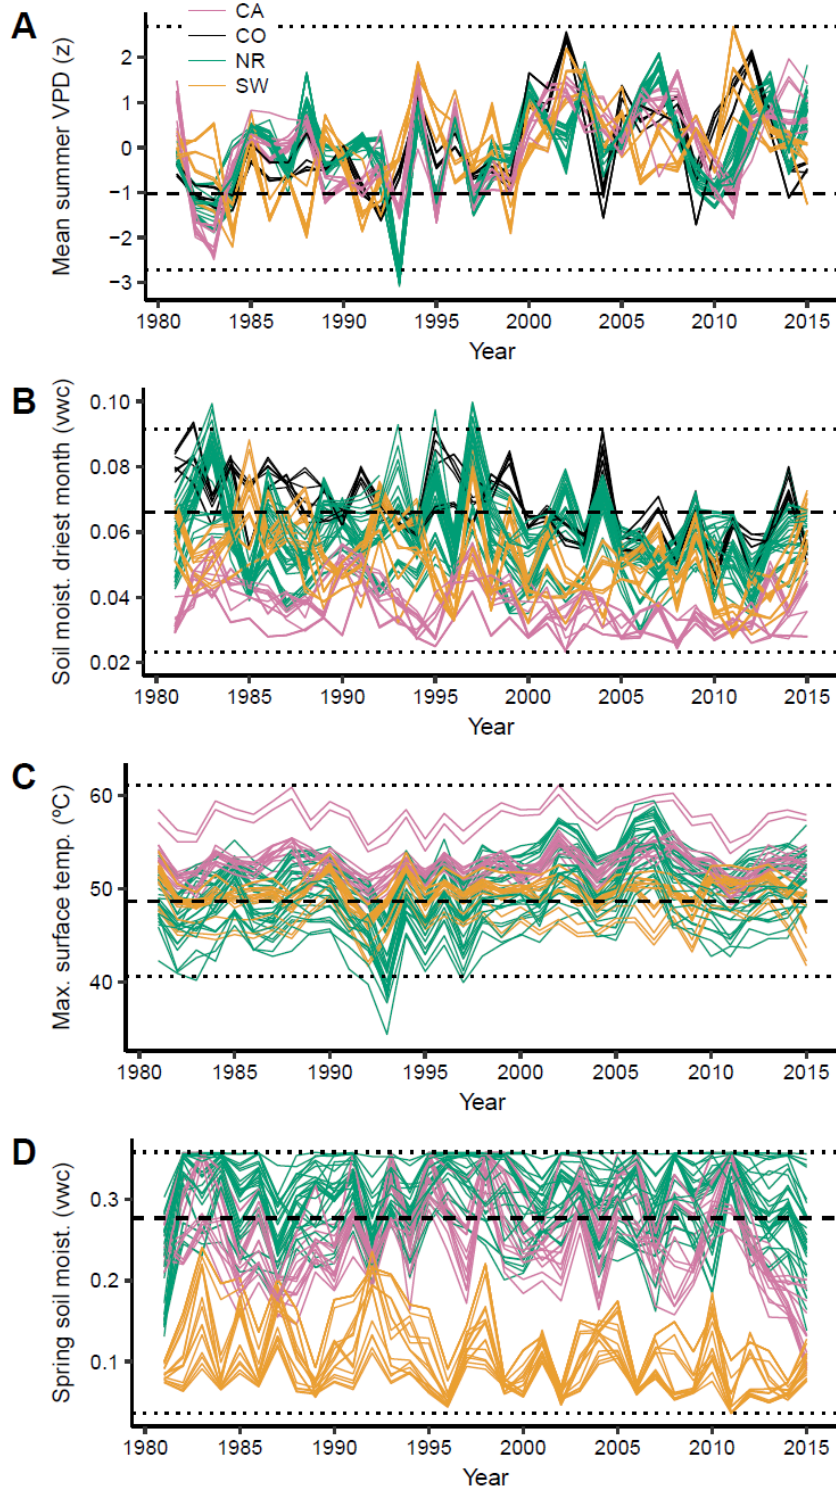 A
CA
CO
NR
SW
Mean summer VPD (z)
2
1
0
−1
−2
−3
1980 1985 1990 1995 2000 2005 2010 2015
Year
B
Soil moist. driest month (vwc)
0.10
0.08
0.06
0.04
0.02
1980 1985 1990 1995 2000 2005 2010 2015
Year
C
Max. surface temp. (ºC)
60
50
40
1980 1985 1990 1995 2000 2005 2010 2015
Year
D
Spring soil moist. (vwc)
0.3
0.2
0.1
1980 1985 1990 1995 2000 2005 2010 2015
Year